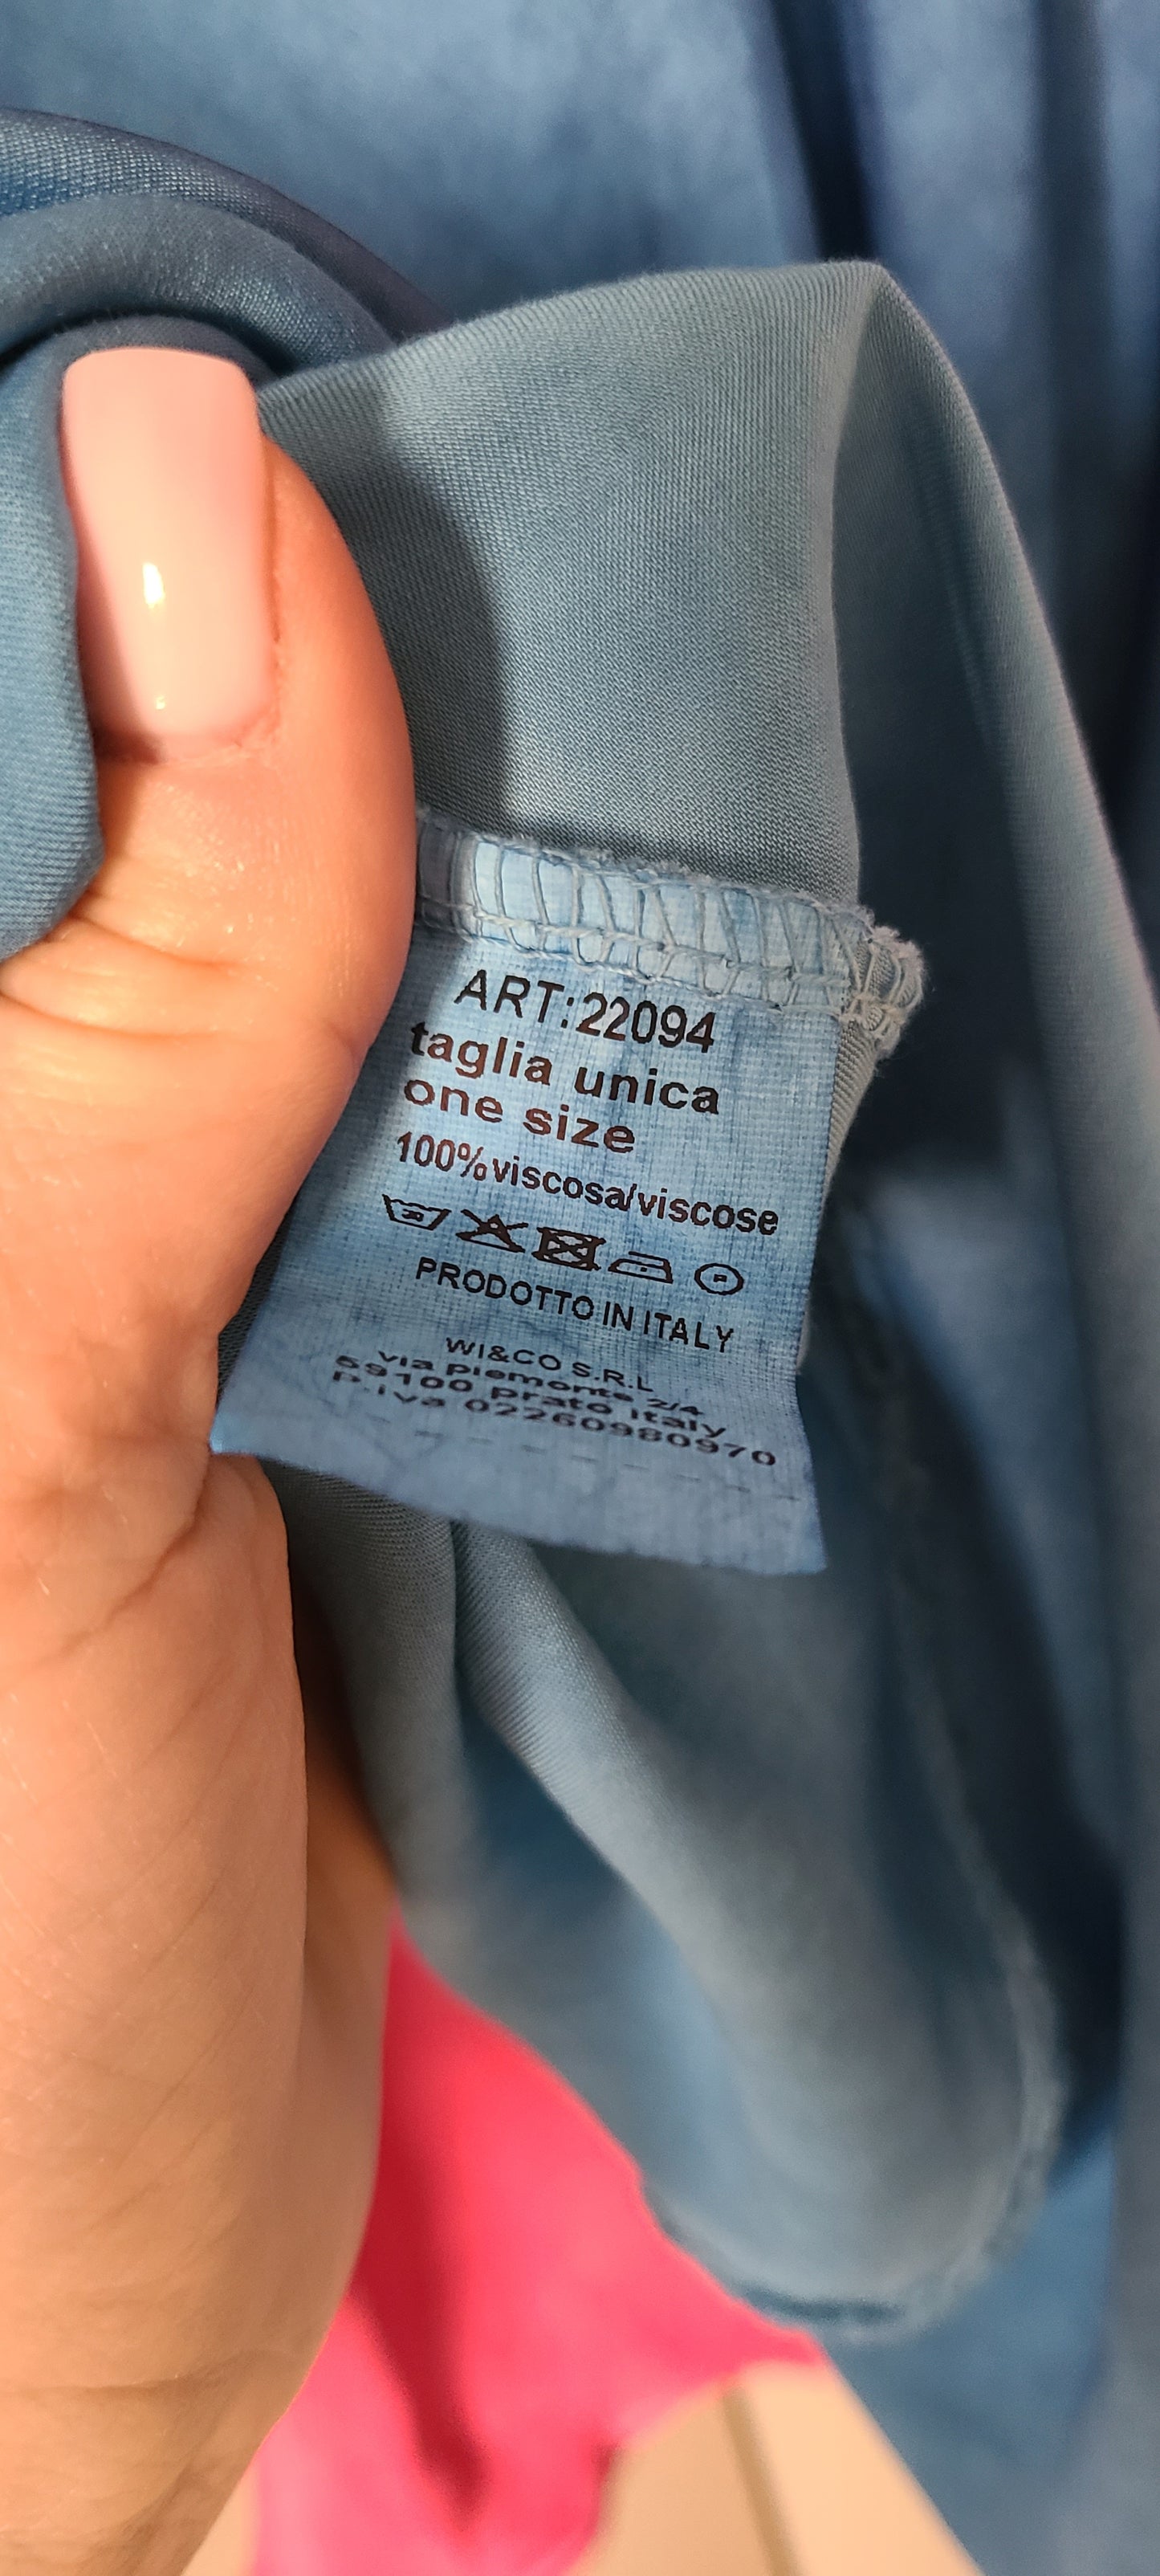 ART:22094
taglia unica
one size
100%viscosa/viscose
PRODOTTO IN ITALY
WI&CO S.R.L
via piemonte 2/4
59100 prato italy
p.iva 02260980970